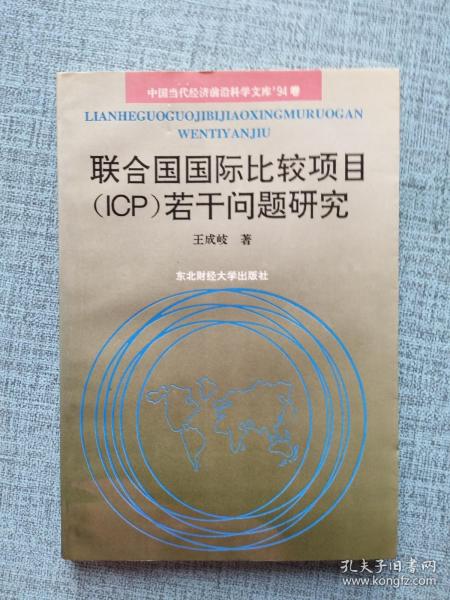 中国当代经济前沿科学文库'94卷
LIANHEGUOGUOJIBIJIAOXINGMURUOGAN
WENTIYANJIU
联合国国际比较项目
(ICP)若干问题研究
王成岐 著
东北财经大学出版社
孔夫子旧书网
www.kongfz.com